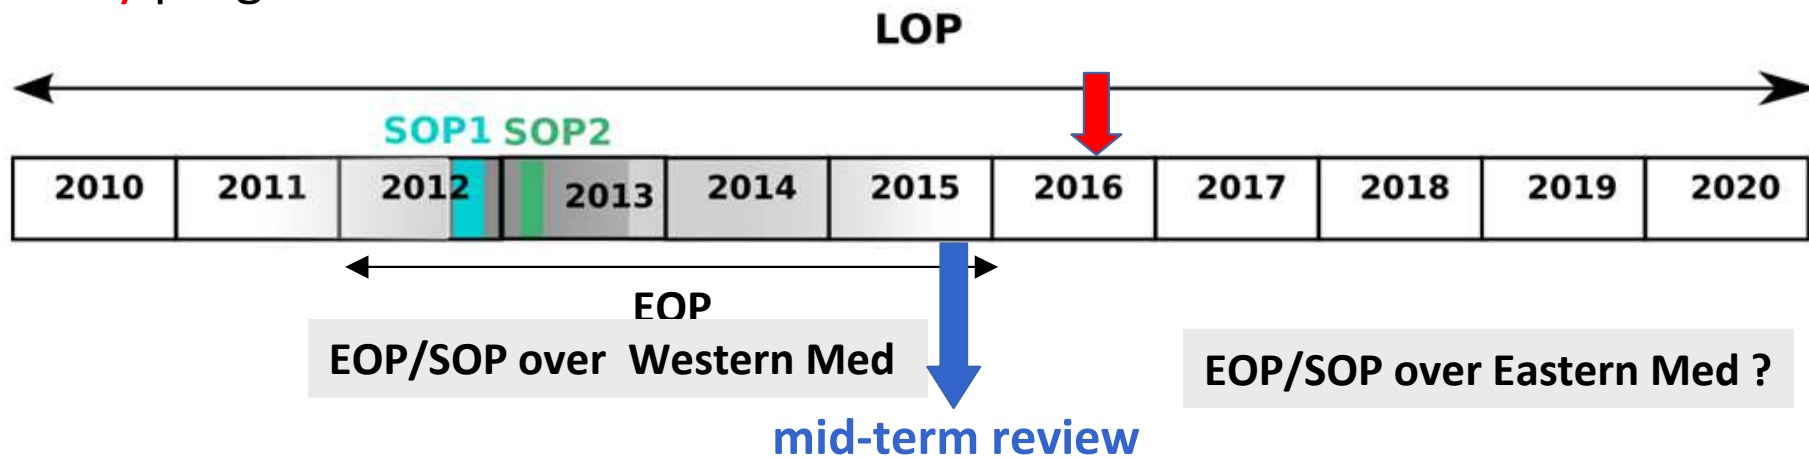 LOP
SOP1 SOP2
2010 2011 2012 2013 2014 2015 2016 2017 2018 2019 2020
EOP
EOP/SOP over Western Med
EOP/SOP over Eastern Med ?
mid-term review